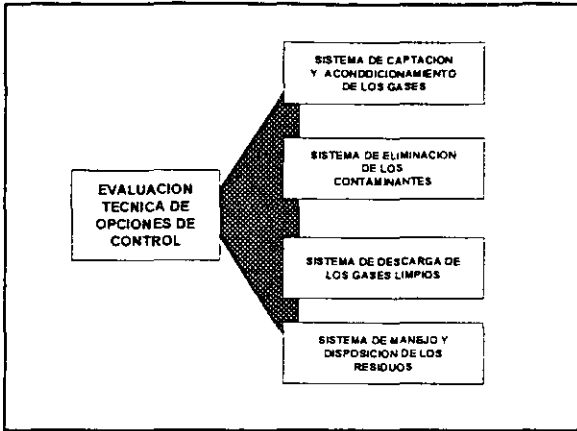 EVALUACION
TECNICA DE
OPCIONES DE
CONTROL
SISTEMA DE CAPTACION
Y ACONDDICIONAMIENTO
DE LOS GASES
SISTEMA DE ELIMINACION
DE LOS
CONTAMINANTES
SISTEMA DE DESCARGA DE
LOS GASES LIMPIOS
SISTEMA DE MANEJO Y
DISPOSICION DE LOS
RESIDUOS